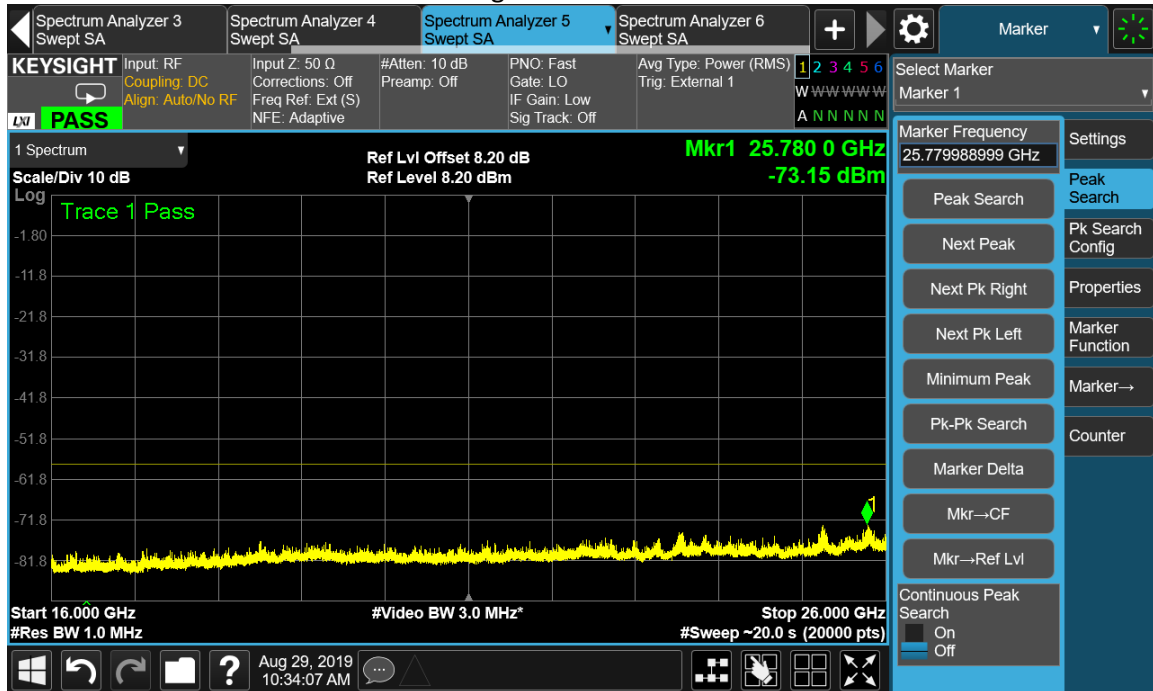 Spectrum Analyzer 3
Swept SA
Spectrum Analyzer 4
Swept SA
Spectrum Analyzer 5
Swept SA
Spectrum Analyzer 6
Swept SA
+
Marker
KEYSIGHT
LXI
PASS
Input: RF
Coupling: DC
Align: Auto/No RF
Input Z: 50 Ω
Corrections: Off
Freq Ref: Ext (S)
NFE: Adaptive
#Atten: 10 dB
Preamp: Off
PNO: Fast
Gate: LO
IF Gain: Low
Sig Track: Off
Avg Type: Power (RMS)
Trig: External 1
1 2 3 4 5 6
W W W W W W
A N N N N N
Select Marker
Marker 1
1 Spectrum
Scale/Div 10 dB
Ref Lvl Offset 8.20 dB
Ref Level 8.20 dBm
Mkr1 25.780 0 GHz
-73.15 dBm
Log
Trace 1 Pass
-1.80
-11.8
-21.8
-31.8
-41.8
-51.8
-61.8
-71.8
-81.8
1
Start 16.000 GHz
#Res BW 1.0 MHz
#Video BW 3.0 MHz*
Stop 26.000 GHz
#Sweep ~20.0 s (20000 pts)
Marker Frequency
25.779988999 GHz
Peak Search
Next Peak
Next Pk Right
Next Pk Left
Minimum Peak
Pk-Pk Search
Marker Delta
Mkr→CF
Mkr→Ref Lvl
Continuous Peak
Search
On
Off
Settings
Peak
Search
Pk Search
Config
Properties
Marker
Function
Marker→
Counter
?
Aug 29, 2019
10:34:07 AM